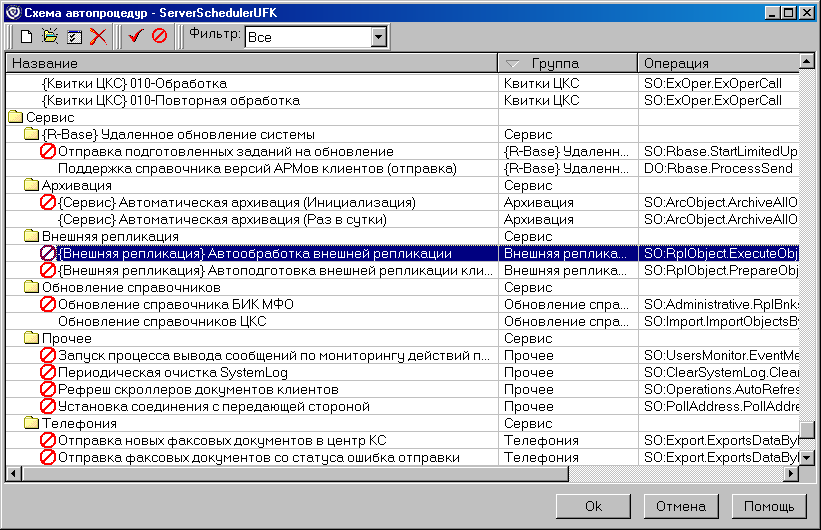 Схема автопроцедур - ServerSchedulerUFK
Фильтр: Все
Название Группа Операция
{Квитки ЦКС} 010-Обработка Квитки ЦКС SO:ExOper.ExOperCall
{Квитки ЦКС} 010-Повторная обработка Квитки ЦКС SO:ExOper.ExOperCall
Сервис
{R-Base} Удаленное обновление системы Сервис
Отправка подготовленных заданий на обновление {R-Base} Удаленн... SO:Rbase.StartLimitedUp
Поддержка справочника версий АРМов клиентов (отправка) {R-Base} Удаленн... DO:Rbase.ProcessSend
Архивация Сервис
{Сервис} Автоматическая архивация (Инициализация) Архивация SO:ArcObject.ArchiveAllO
{Сервис} Автоматическая архивация (Раз в сутки) Архивация SO:ArcObject.ArchiveAllO
Внешняя репликация Сервис
{Внешняя репликация} Автообработка внешней репликации Внешняя реплика... SO:RplObject.ExecuteObj
{Внешняя репликация} Автоподготовка внешней репликации кли... Внешняя реплика... SO:RplObject.PrepareObj
Обновление справочников Сервис
Обновление справочника БИК МФО Обновление спра... SO:Administrative.RplBnks
Обновление справочников ЦКС Обновление спра... SO:Import.ImportObjectsBy
Прочее Сервис
Запуск процесса вывода сообщений по мониторингу действий п... Прочее SO:UsersMonitor.EventMe
Периодическая очистка SystemLog Прочее SO:ClearSystemLog.Clea
Рефреш скроллеров документов клиентов Прочее SO:Operations.AutoRefres
Установка соединения с передающей стороной Прочее SO:PollAddress.PollAddre
Телефония Сервис
Отправка новых факсовых документов в центр КС Телефония SO:Export.ExportsDataByI
Отправка факсовых документов со статуса ошибка отправки Телефония SO:Export.ExportsDataByI
Ok Отмена Помощь